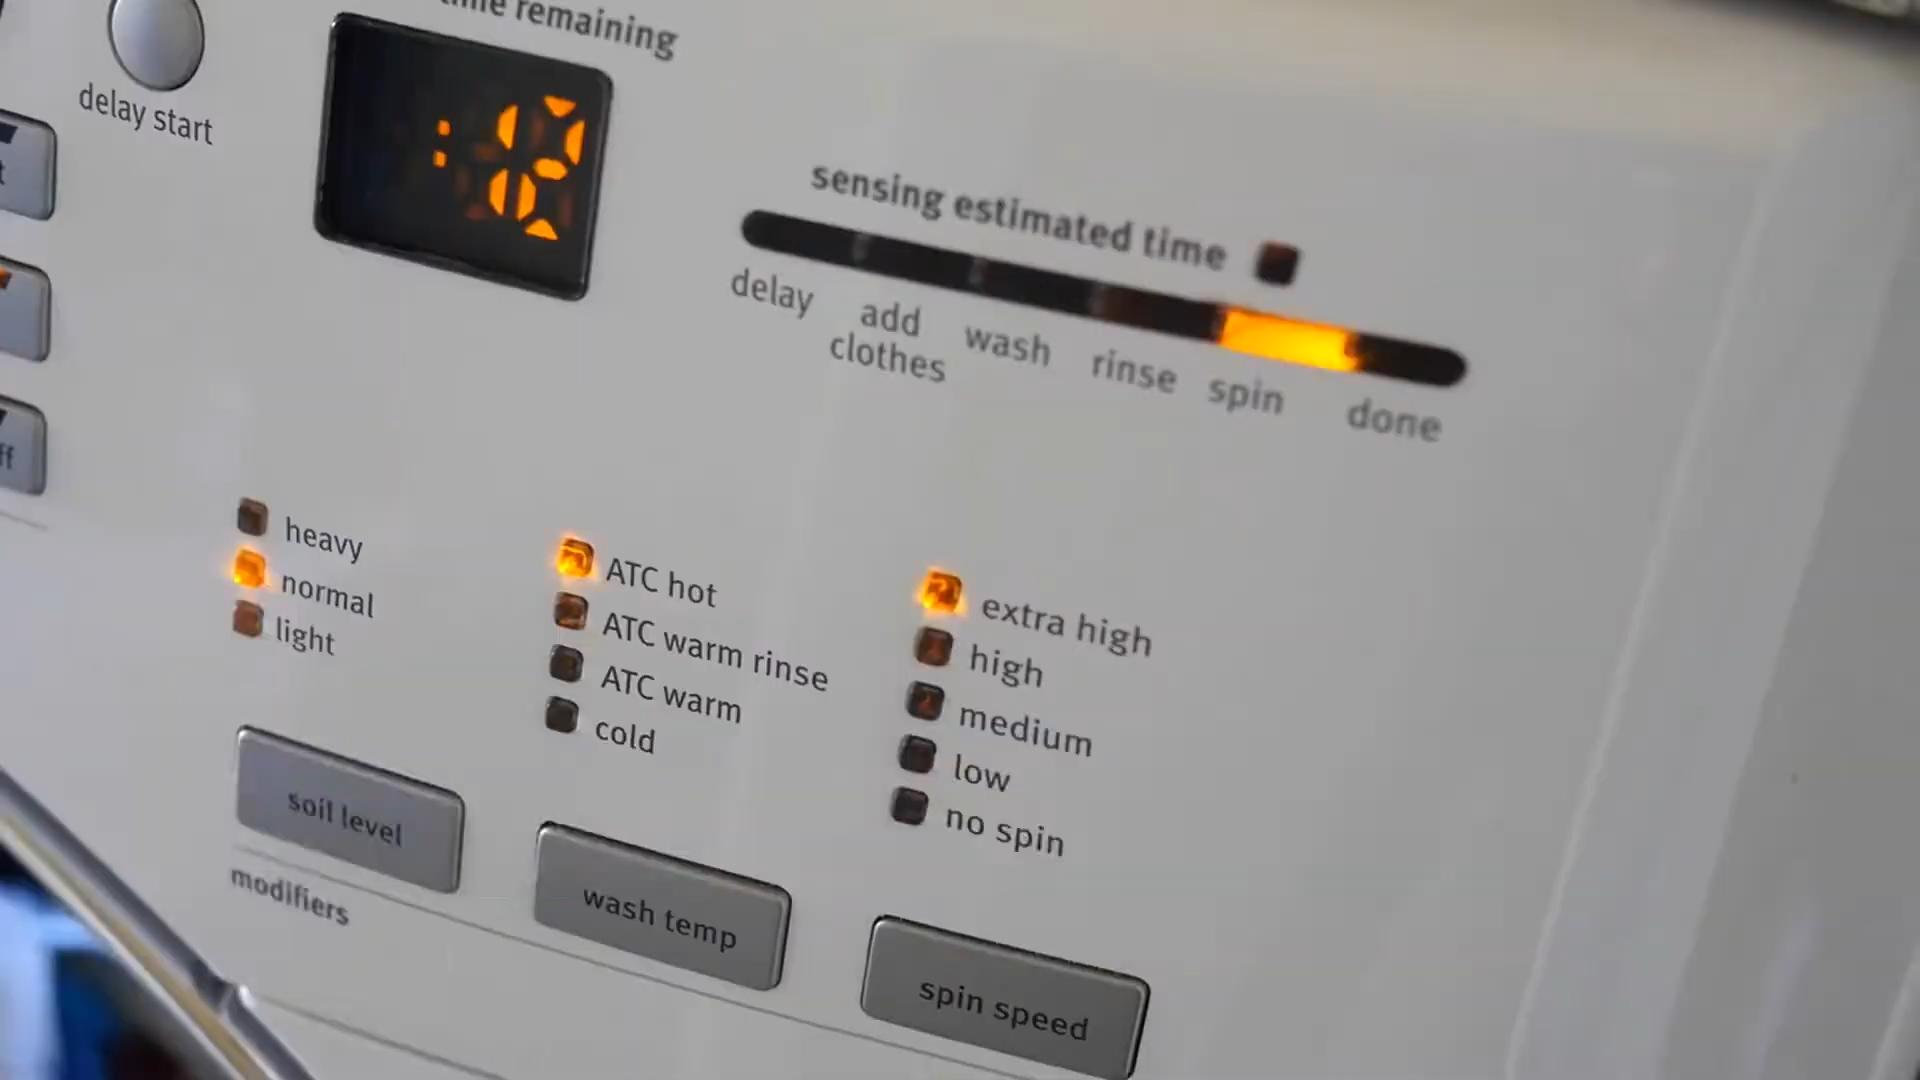 time remaining
delay start
:12
sensing estimated time
delay
add
clothes
wash
rinse
spin
done
heavy
normal
light
ATC hot
ATC warm rinse
ATC warm
cold
extra high
high
medium
low
no spin
soil level
wash temp
spin speed
modifiers